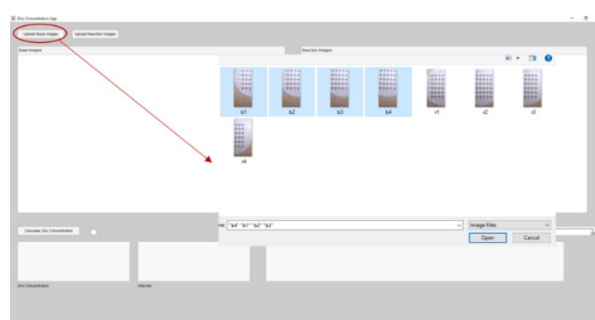 Zinc Concentration App
Upload Base Images
Upload Reaction Images
Base Images
Reaction Images
b1
b2
b3
b4
r1
r2
r3
r4
"b4" "b1" "b2" "b3"
Image Files
Open
Cancel
Calculate Zinc Concentration
Zinc Concentration
Intensity